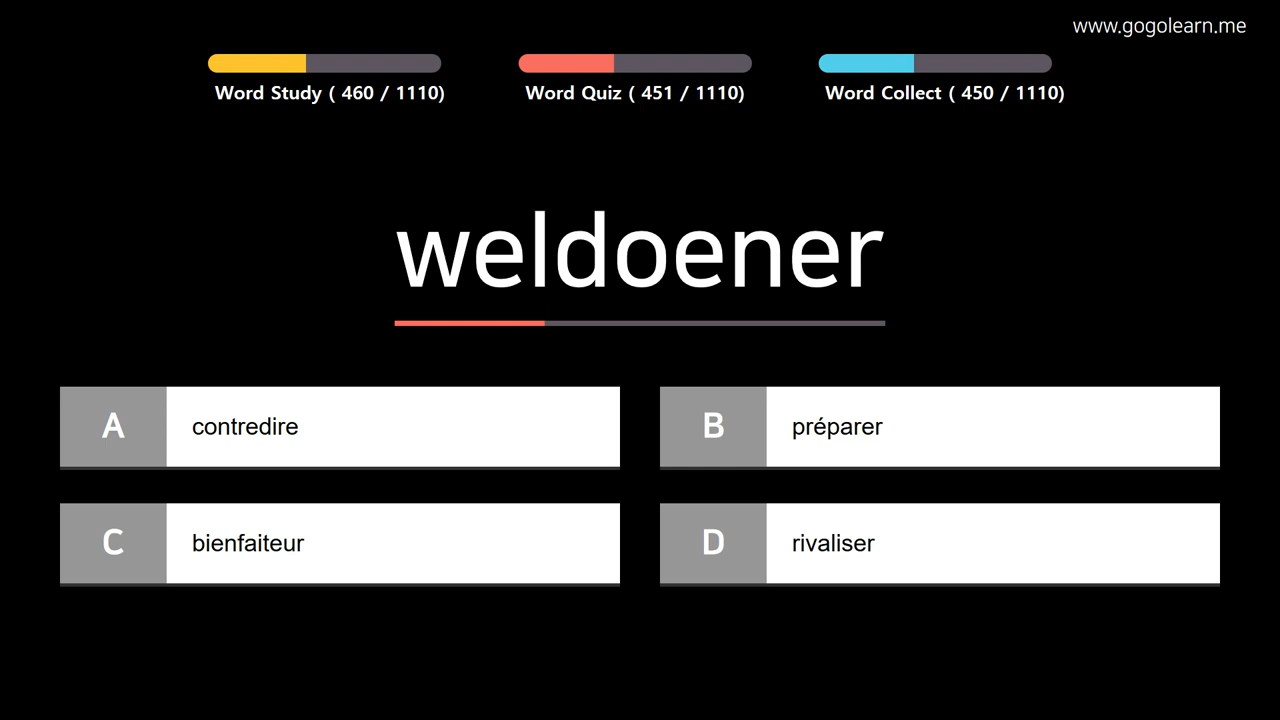 www.gogolearn.me
Word Study ( 460 / 1110)
Word Quiz ( 451 / 1110)
Word Collect ( 450 / 1110)
weldoener
A contredire
B préparer
C bienfaiteur
D rivaliser